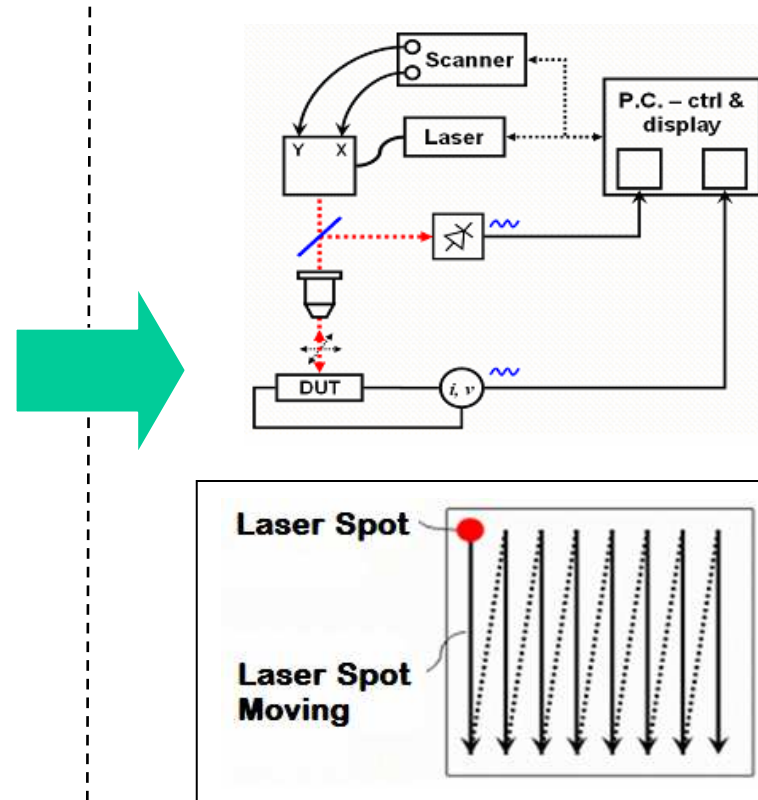 Scanner
P.C. – ctrl &
display
Y X
Laser
DUT
i, v
Laser Spot
Laser Spot
Moving